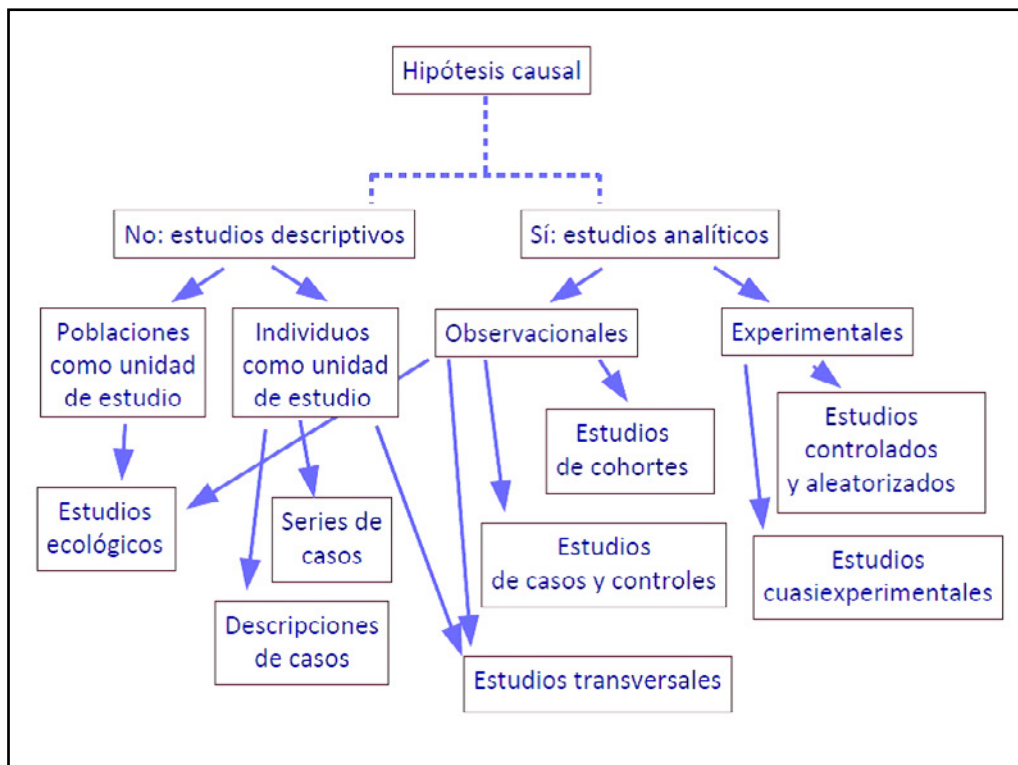 Hipótesis causal
No: estudios descriptivos
Sí: estudios analíticos
Poblaciones
como unidad
de estudio
Individuos
como unidad
de estudio
Observacionales
Experimentales
Estudios
de cohortes
Estudios
controlados
y aleatorizados
Estudios
ecológicos
Series de
casos
Estudios
de casos y controles
Estudios
cuasiexperimentales
Descripciones
de casos
Estudios transversales